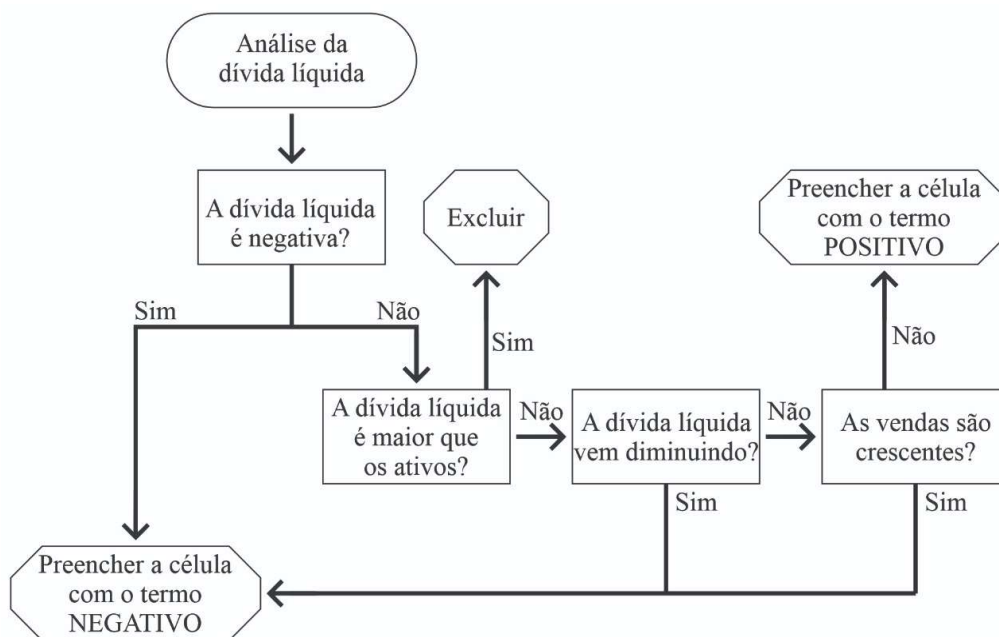 Análise da
dívida líquida
A dívida líquida
é negativa?
Excluir
Preencher a célula
com o termo
POSITIVO
Sim
Não
Sim
Não
A dívida líquida
é maior que
os ativos?
Não
A dívida líquida
vem diminuindo?
Não
As vendas são
crescentes?
Sim
Sim
Preencher a célula
com o termo
NEGATIVO